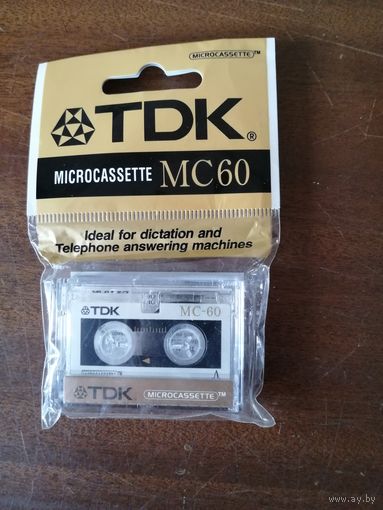 MICROCASSETTE™
TDK®
MICROCASSETTE MC60
Ideal for dictation and
Telephone answering machines
TDK MC-60
A
TDK MICROCASSETTE™
www.ay.by